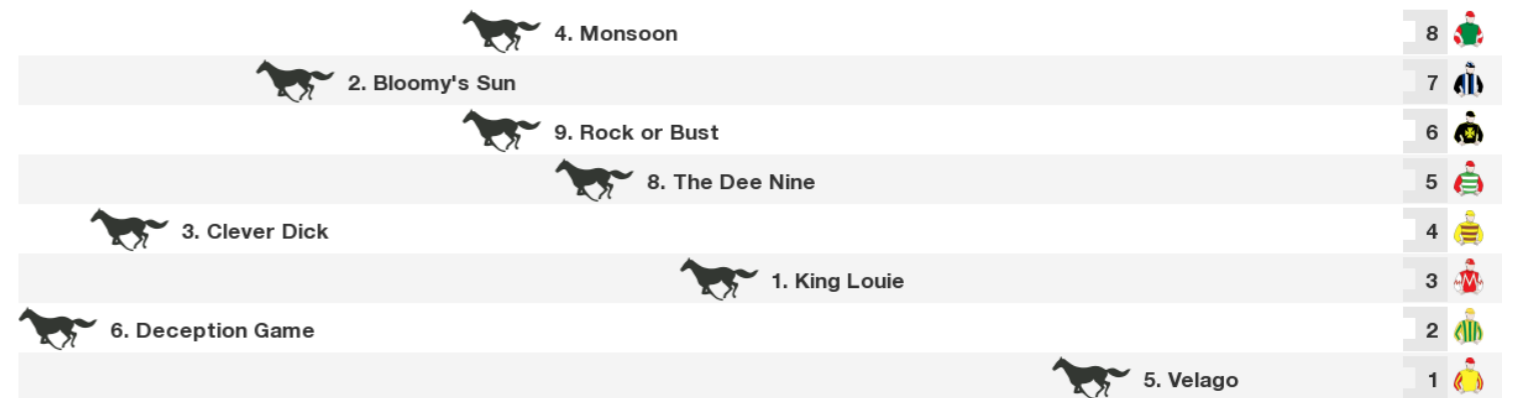 4. Monsoon 8
2. Bloomy's Sun 7
9. Rock or Bust 6
8. The Dee Nine 5
3. Clever Dick 4
1. King Louie 3
6. Deception Game 2
5. Velago 1